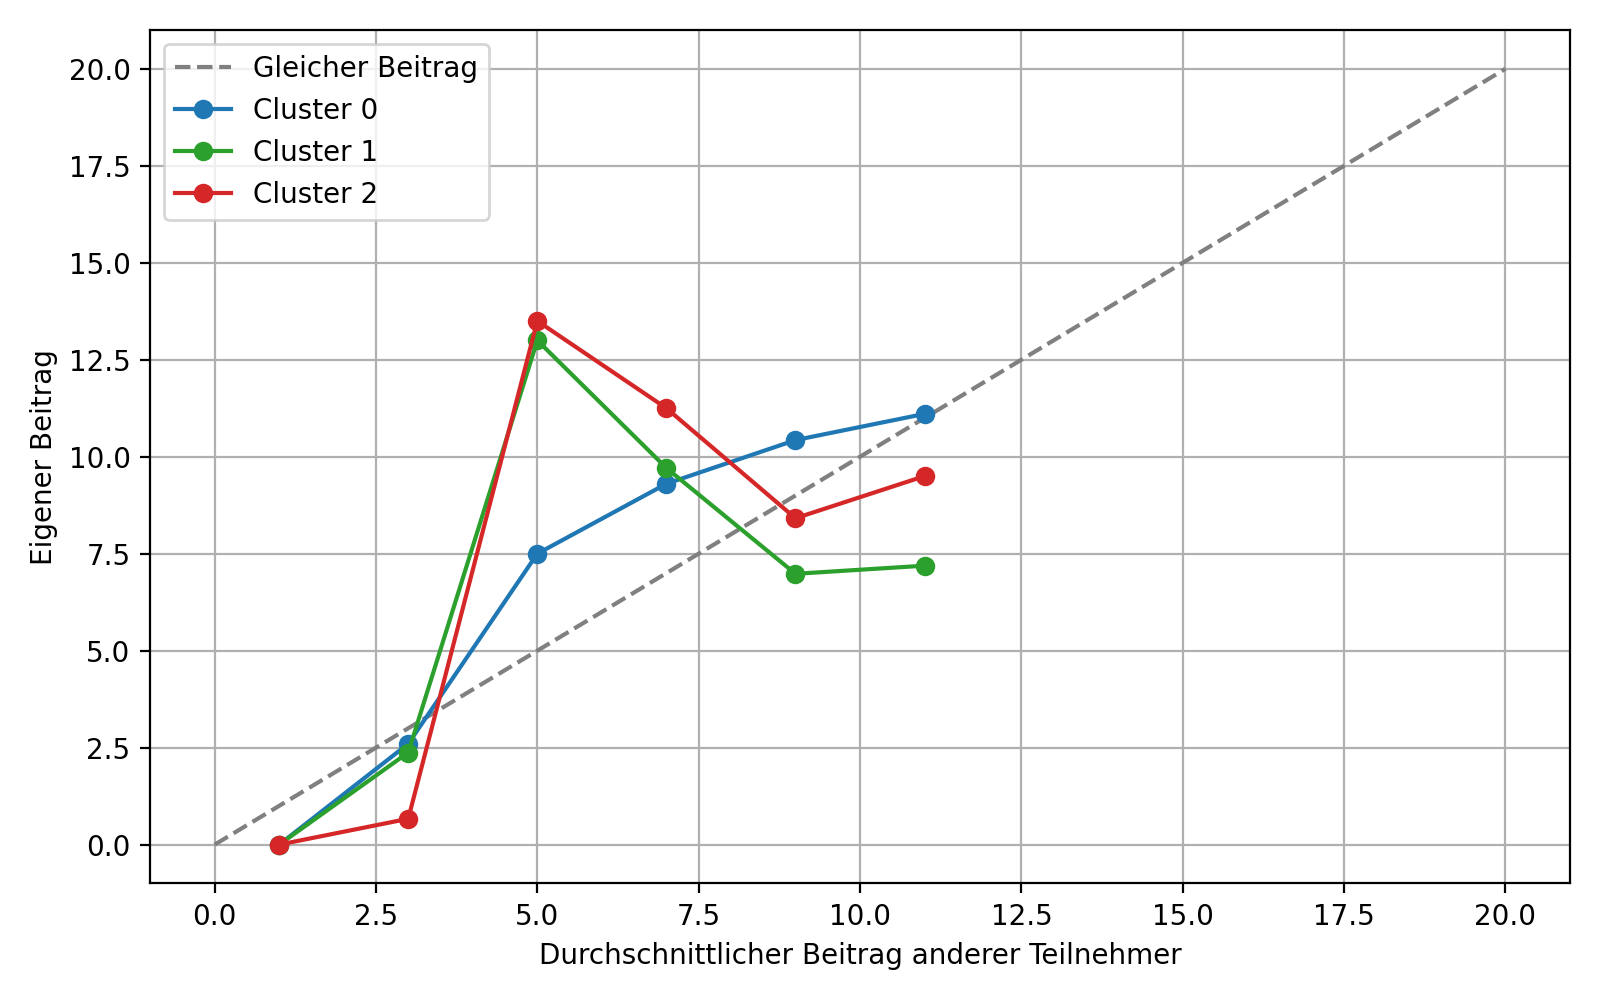 Gleicher Beitrag
Cluster 0
Cluster 1
Cluster 2
20.0
17.5
15.0
12.5
10.0
7.5
5.0
2.5
0.0
Eigener Beitrag
0.0 2.5 5.0 7.5 10.0 12.5 15.0 17.5 20.0
Durchschnittlicher Beitrag anderer Teilnehmer